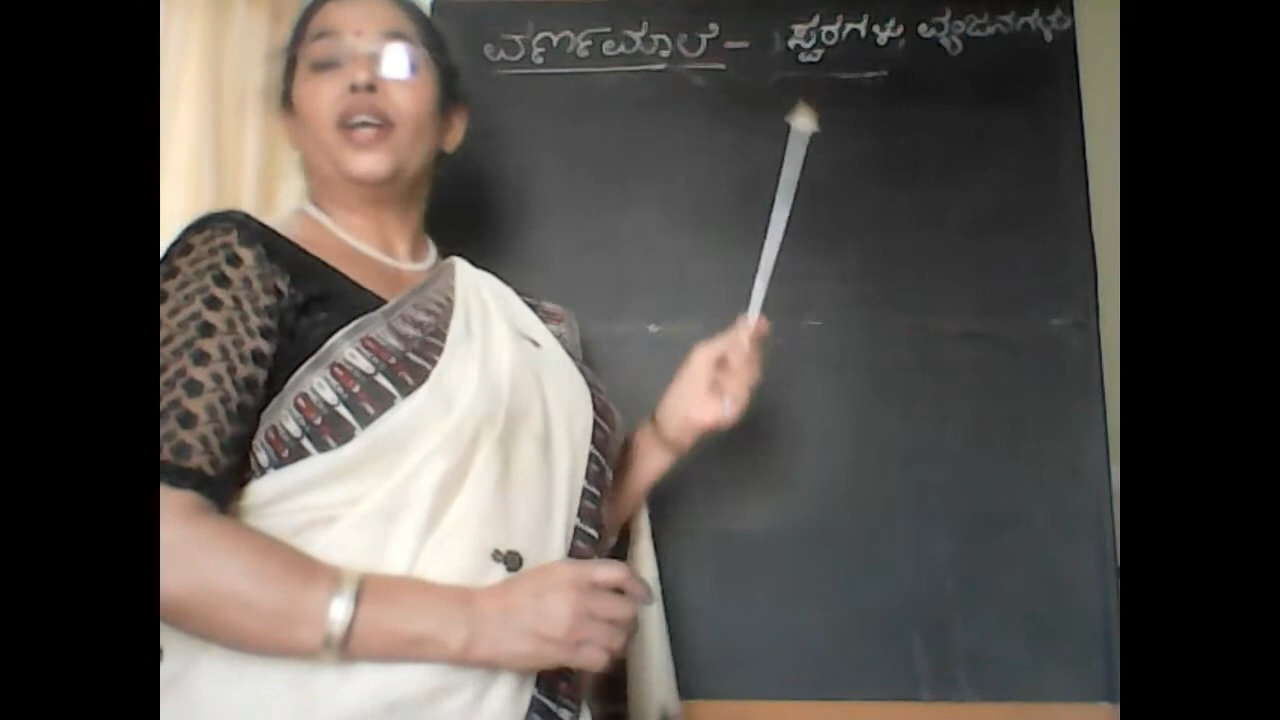 ವರ್ಣಮಾಲೆ – ಸ್ವರಗಳು, ವ್ಯಂಜನಗಳು